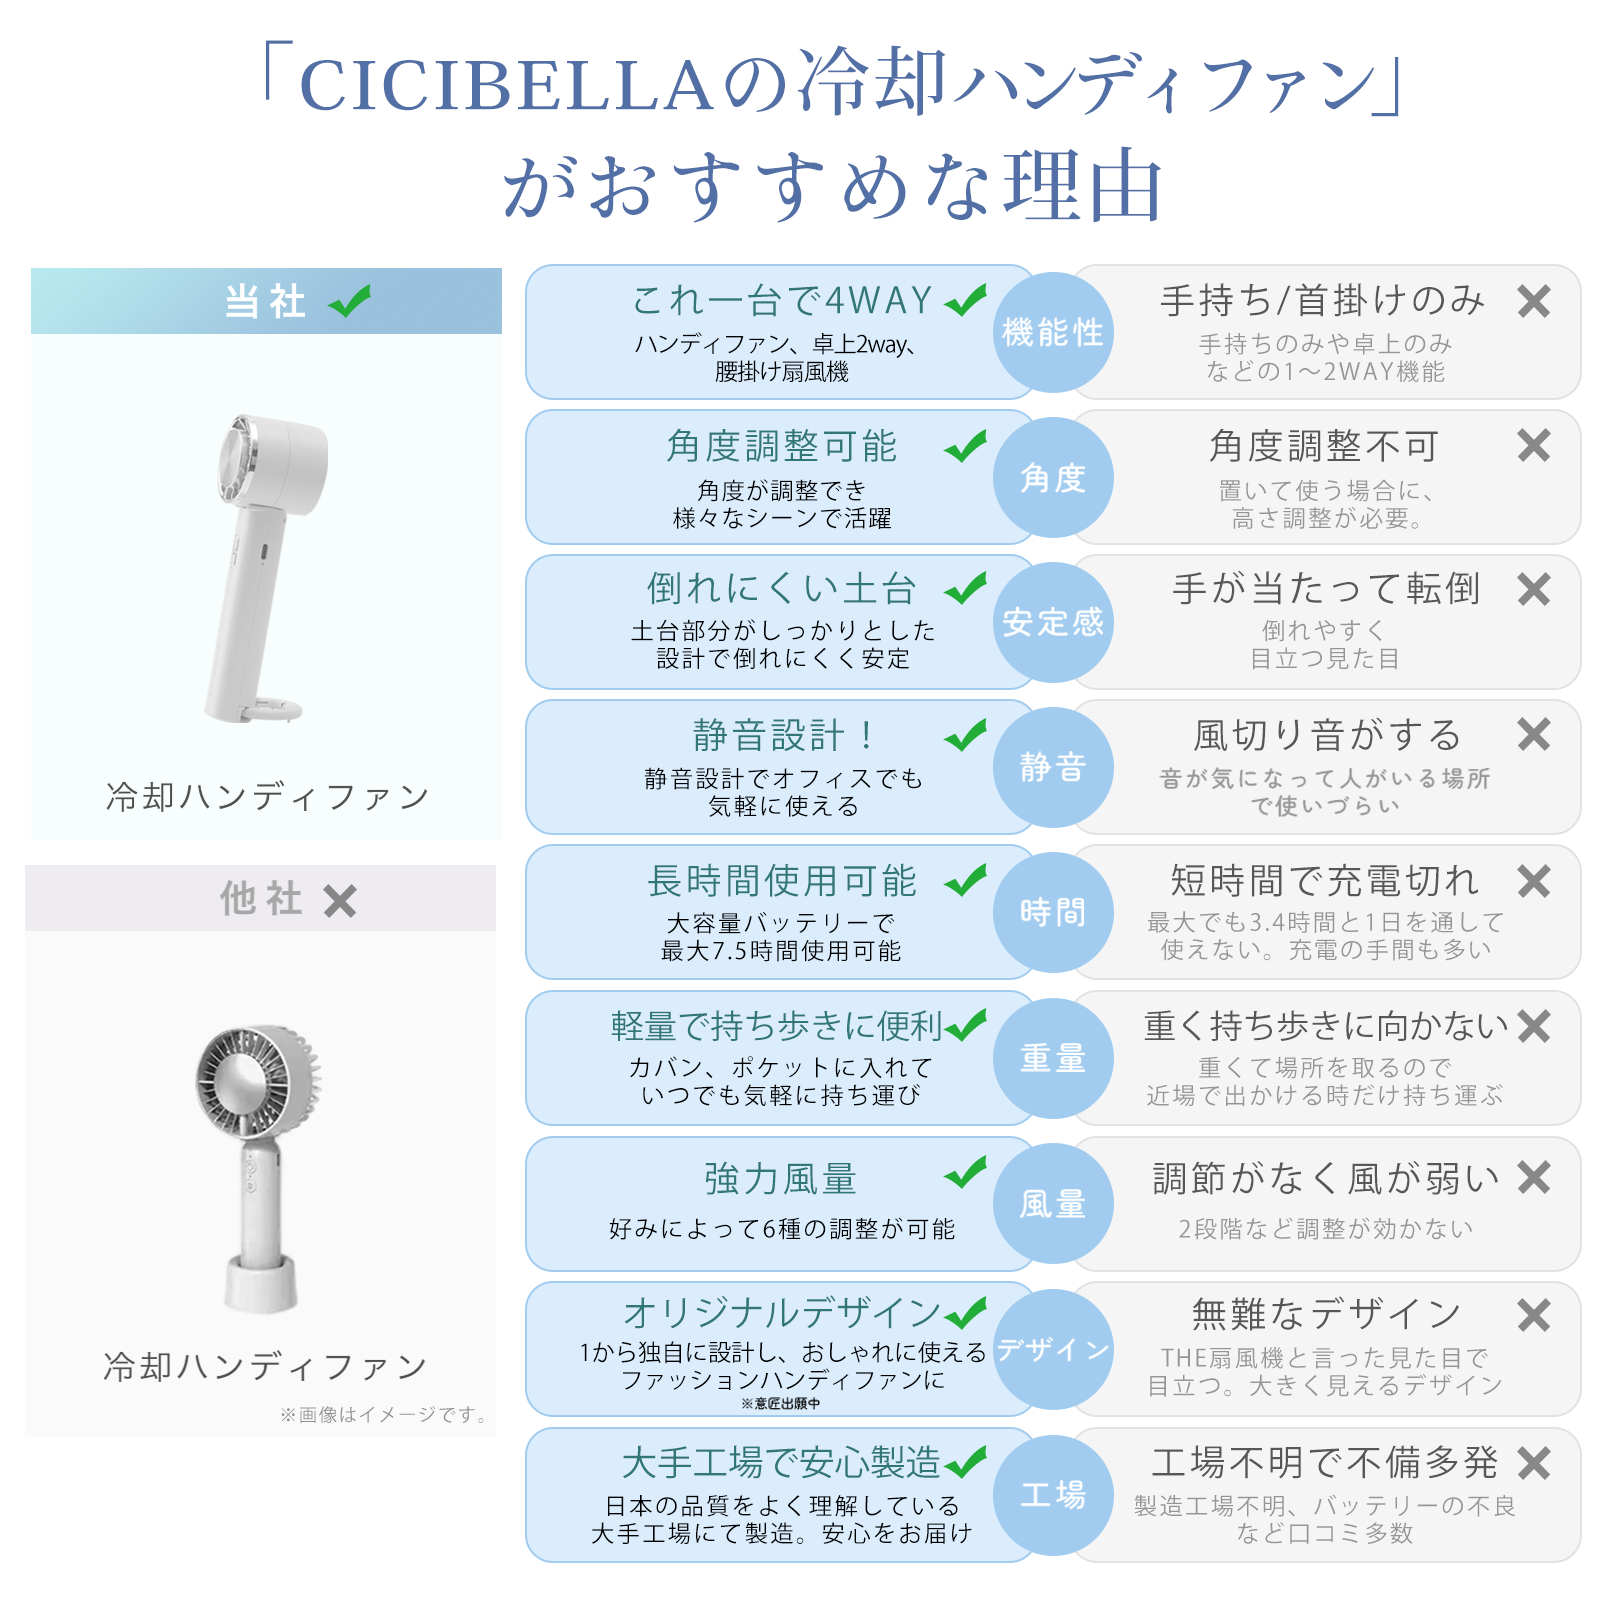 「CICIBELLAの冷却ハンディファン」
がおすすめな理由
当社
冷却ハンディファン
他社
冷却ハンディファン
※画像はイメージです。
これ一台で4WAY
ハンディファン、卓上2way、
腰掛け扇風機
機能性
手持ち/首掛けのみ
手持ちのみや卓上のみ
などの1〜2WAY機能
角度調整可能
角度が調整でき
様々なシーンで活躍
角度
角度調整不可
置いて使う場合に、
高さ調整が必要。
倒れにくい土台
土台部分がしっかりとした
設計で倒れにくく安定
安定感
手が当たって転倒
倒れやすく
目立つ見た目
静音設計！
静音設計でオフィスでも
気軽に使える
静音
風切り音がする
音が気になって人がいる場所
で使いづらい
長時間使用可能
大容量バッテリーで
最大7.5時間使用可能
時間
短時間で充電切れ
最大でも3.4時間と1日を通して
使えない。充電の手間も多い
軽量で持ち歩きに便利
カバン、ポケットに入れて
いつでも気軽に持ち運び
重量
重く持ち歩きに向かない
重くて場所を取るので
近場で出かける時だけ持ち運ぶ
強力風量
好みによって6種の調整が可能
風量
調節がなく風が弱い
2段階など調整が効かない
オリジナルデザイン
1から独自に設計し、おしゃれに使える
ファッションハンディファンに
※意匠出願中
デザイン
無難なデザイン
THE扇風機と言った見た目で
目立つ。大きく見えるデザイン
大手工場で安心製造
日本の品質をよく理解している
大手工場にて製造。安心をお届け
工場
工場不明で不備多発
製造工場不明、バッテリーの不良
など口コミ多数